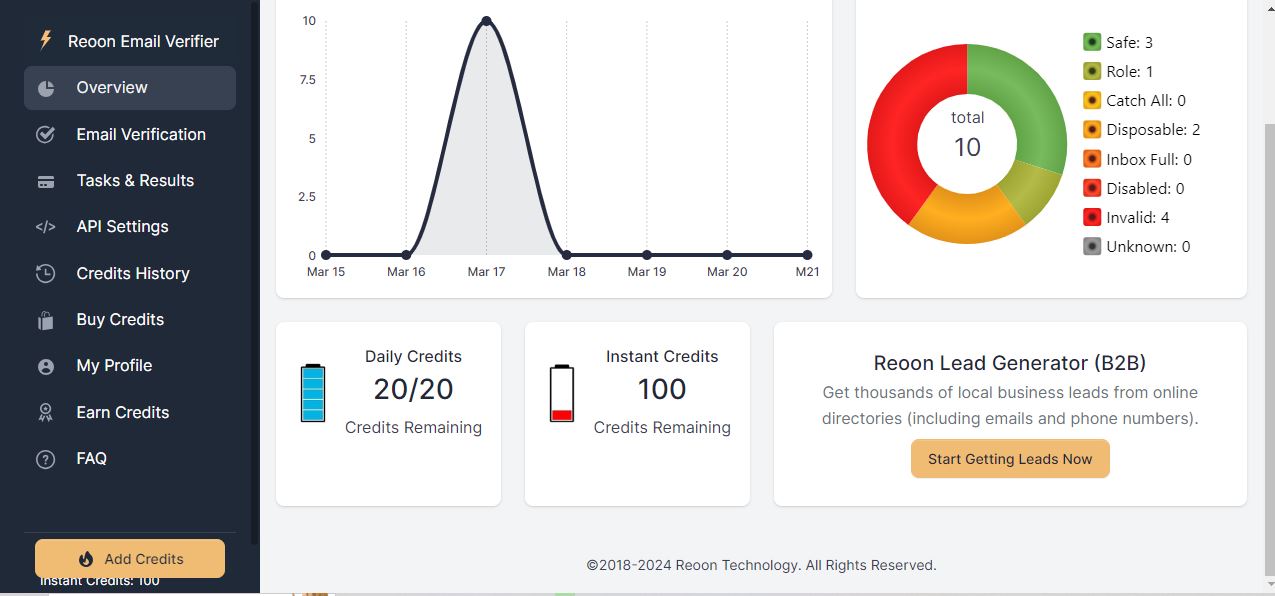 Reoon Email Verifier
Overview
Email Verification
Tasks & Results
API Settings
Credits History
Buy Credits
My Profile
Earn Credits
FAQ
Add Credits
Instant Credits: 100
10
7.5
5
2.5
0
Mar 15 Mar 16 Mar 17 Mar 18 Mar 19 Mar 20 M21
total
10
Safe: 3
Role: 1
Catch All: 0
Disposable: 2
Inbox Full: 0
Disabled: 0
Invalid: 4
Unknown: 0
Daily Credits
20/20
Credits Remaining
Instant Credits
100
Credits Remaining
Reoon Lead Generator (B2B)
Get thousands of local business leads from online
directories (including emails and phone numbers).
Start Getting Leads Now
©2018-2024 Reoon Technology. All Rights Reserved.